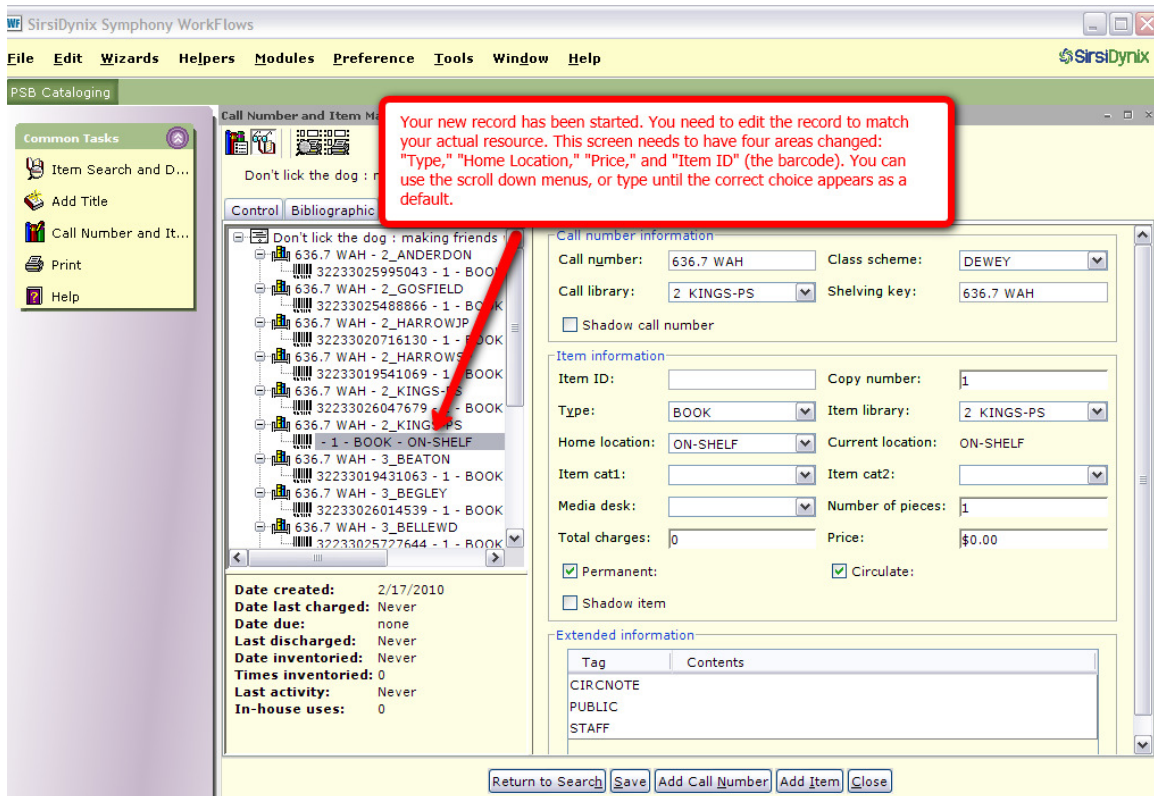 WF SirsiDynix Symphony WorkFlows
File Edit Wizards Helpers Modules Preference Tools Window Help
SirsiDynix
PSB Cataloging
Common Tasks
Item Search and D...
Add Title
Call Number and It...
Print
Help
Call Number and Item Ma
Your new record has been started. You need to edit the record to match
your actual resource. This screen needs to have four areas changed:
"Type," "Home Location," "Price," and "Item ID" (the barcode). You can
use the scroll down menus, or type until the correct choice appears as a
default.
Don't lick the dog :
Control Bibliographic
Don't lick the dog : making friends
636.7 WAH - 2_ANDERDON
32233025995043 - 1 - BOOK
636.7 WAH - 2_GOSFIELD
32233025488866 - 1 - BOOK
636.7 WAH - 2_HARROWJP
32233020716130 - 1 - BOOK
636.7 WAH - 2_HARROWS
32233019541069 - 1 - BOOK
636.7 WAH - 2_KINGS-PS
32233026047679 - - BOOK
636.7 WAH - 2_KINGS-PS
- 1 - BOOK - ON-SHELF
636.7 WAH - 3_BEATON
32233019431063 - 1 - BOOK
636.7 WAH - 3_BEGLEY
32233026014539 - 1 - BOOK
636.7 WAH - 3_BELLEWD
32233025727644 - 1 - BOOK
Date created: 2/17/2010
Date last charged: Never
Date due: none
Last discharged: Never
Date inventoried: Never
Times inventoried: 0
Last activity: Never
In-house uses: 0
Call number information
Call number: 636.7 WAH Class scheme: DEWEY
Call library: 2_KINGS-PS Shelving key: 636.7 WAH
Shadow call number
Item information
Item ID: Copy number: 1
Type: BOOK Item library: 2_KINGS-PS
Home location: ON-SHELF Current location: ON-SHELF
Item cat1: Item cat2:
Media desk: Number of pieces: 1
Total charges: 0 Price: $0.00
Permanent: Circulate:
Shadow item
Extended information
Tag Contents
CIRCNOTE
PUBLIC
STAFF
Return to Search Save Add Call Number Add Item Close